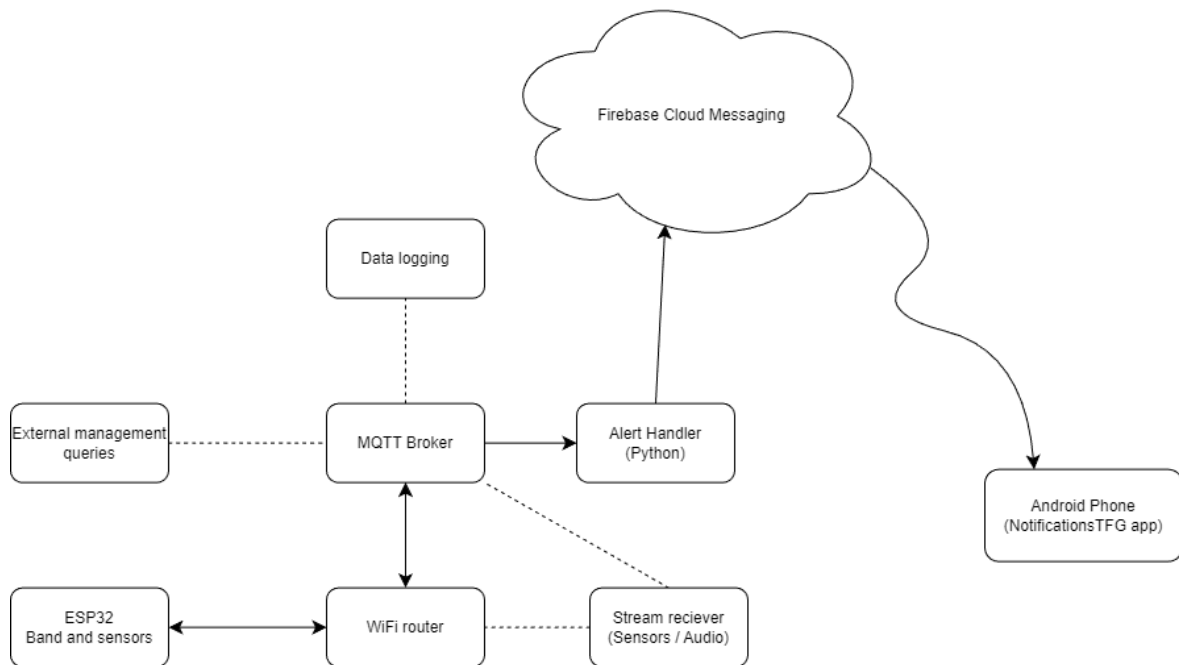 Firebase Cloud Messaging
Data logging
External management
queries
MQTT Broker
Alert Handler
(Python)
Android Phone
(NotificationsTFG app)
ESP32
Band and sensors
WiFi router
Stream reciever
(Sensors / Audio)